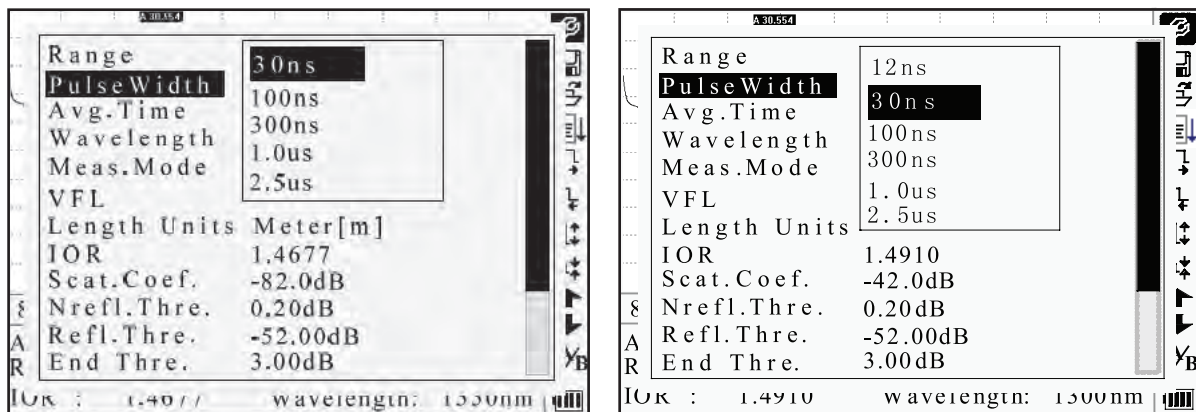 A 30.554
Range
PulseWidth
Avg.Time
Wavelength
Meas.Mode
VFL
Length Units Meter[m]
IOR 1.4677
Scat.Coef. -82.0dB
Nrefl.Thre. 0.20dB
Refl.Thre. -52.00dB
End Thre. 3.00dB
30ns
100ns
300ns
1.0us
2.5us
A
R
IOR : 1.4677 Wavelength: 1550nm
A 30.554
Range
PulseWidth
Avg.Time
Wavelength
Meas.Mode
VFL
Length Units
IOR 1.4910
Scat.Coef. -42.0dB
Nrefl.Thre. 0.20dB
Refl.Thre. -52.00dB
End Thre. 3.00dB
12ns
30ns
100ns
300ns
1.0us
2.5us
A
R
IOR : 1.4910 Wavelength: 1300nm